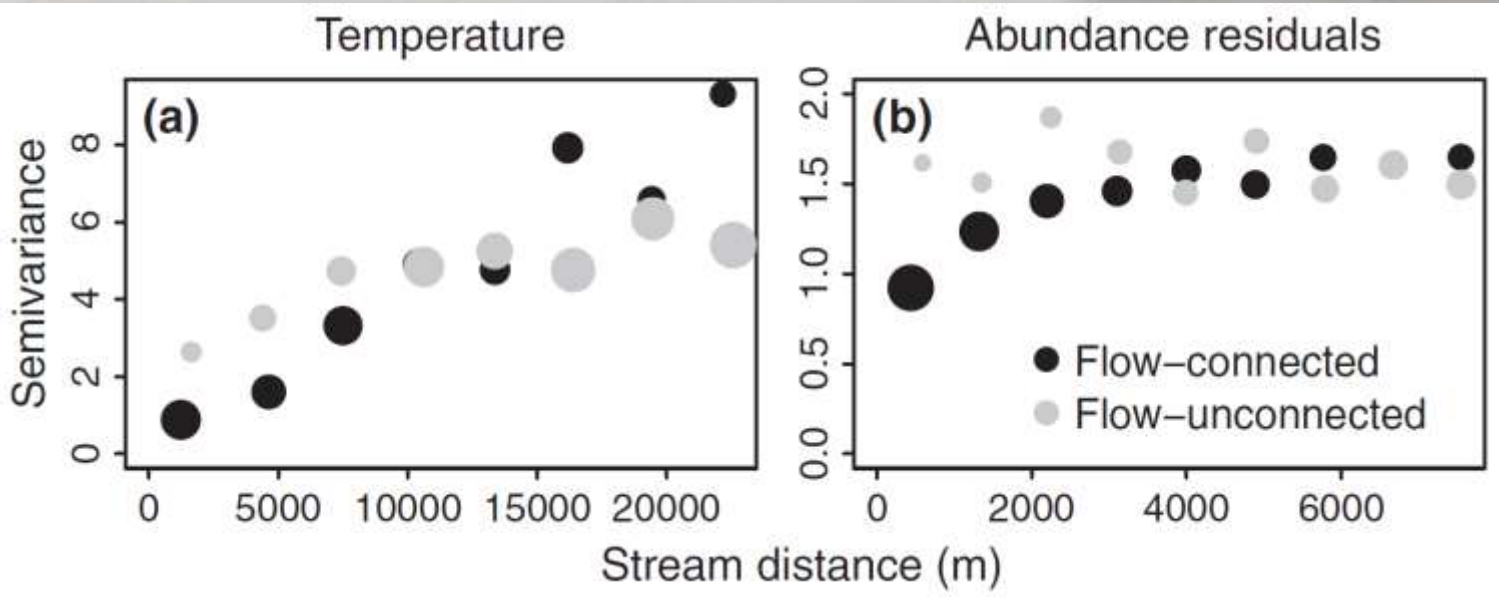 Temperature
Abundance residuals
(a)
(b)
Semivariance
0 2 4 6 8
0.0 0.5 1.0 1.5 2.0
Flow–connected
Flow–unconnected
0 5000 10000 15000 20000
0 2000 4000 6000
Stream distance (m)